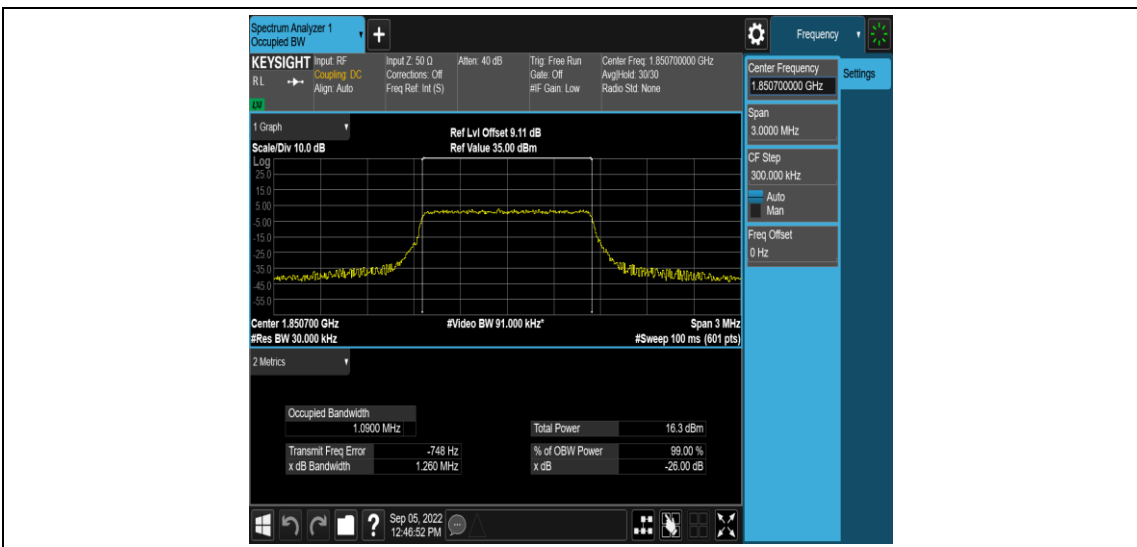 Spectrum Analyzer 1
Occupied BW
+
Frequency
KEYSIGHT Input: RF Input Z: 50 Ω Atten: 40 dB Trig: Free Run Center Freq: 1.850700000 GHz
RL Coupling: DC Corrections: Off Gate: Off Avg|Hold: 30/30
Align: Auto Freq Ref: Int (S) #IF Gain: Low Radio Std: None
LXI
Center Frequency
1.850700000 GHz
Settings
Span
3.0000 MHz
CF Step
300.000 kHz
Auto
Man
Freq Offset
0 Hz
1 Graph
Ref Lvl Offset 9.11 dB
Scale/Div 10.0 dB Ref Value 35.00 dBm
Log
25.0
15.0
5.00
-5.00
-15.0
-25.0
-35.0
-45.0
-55.0
Center 1.850700 GHz #Video BW 91.000 kHz* Span 3 MHz
#Res BW 30.000 kHz #Sweep 100 ms (601 pts)
2 Metrics
Occupied Bandwidth
1.0900 MHz Total Power 16.3 dBm
Transmit Freq Error -748 Hz % of OBW Power 99.00 %
x dB Bandwidth 1.260 MHz x dB -26.00 dB
? Sep 05, 2022
12:46:52 PM